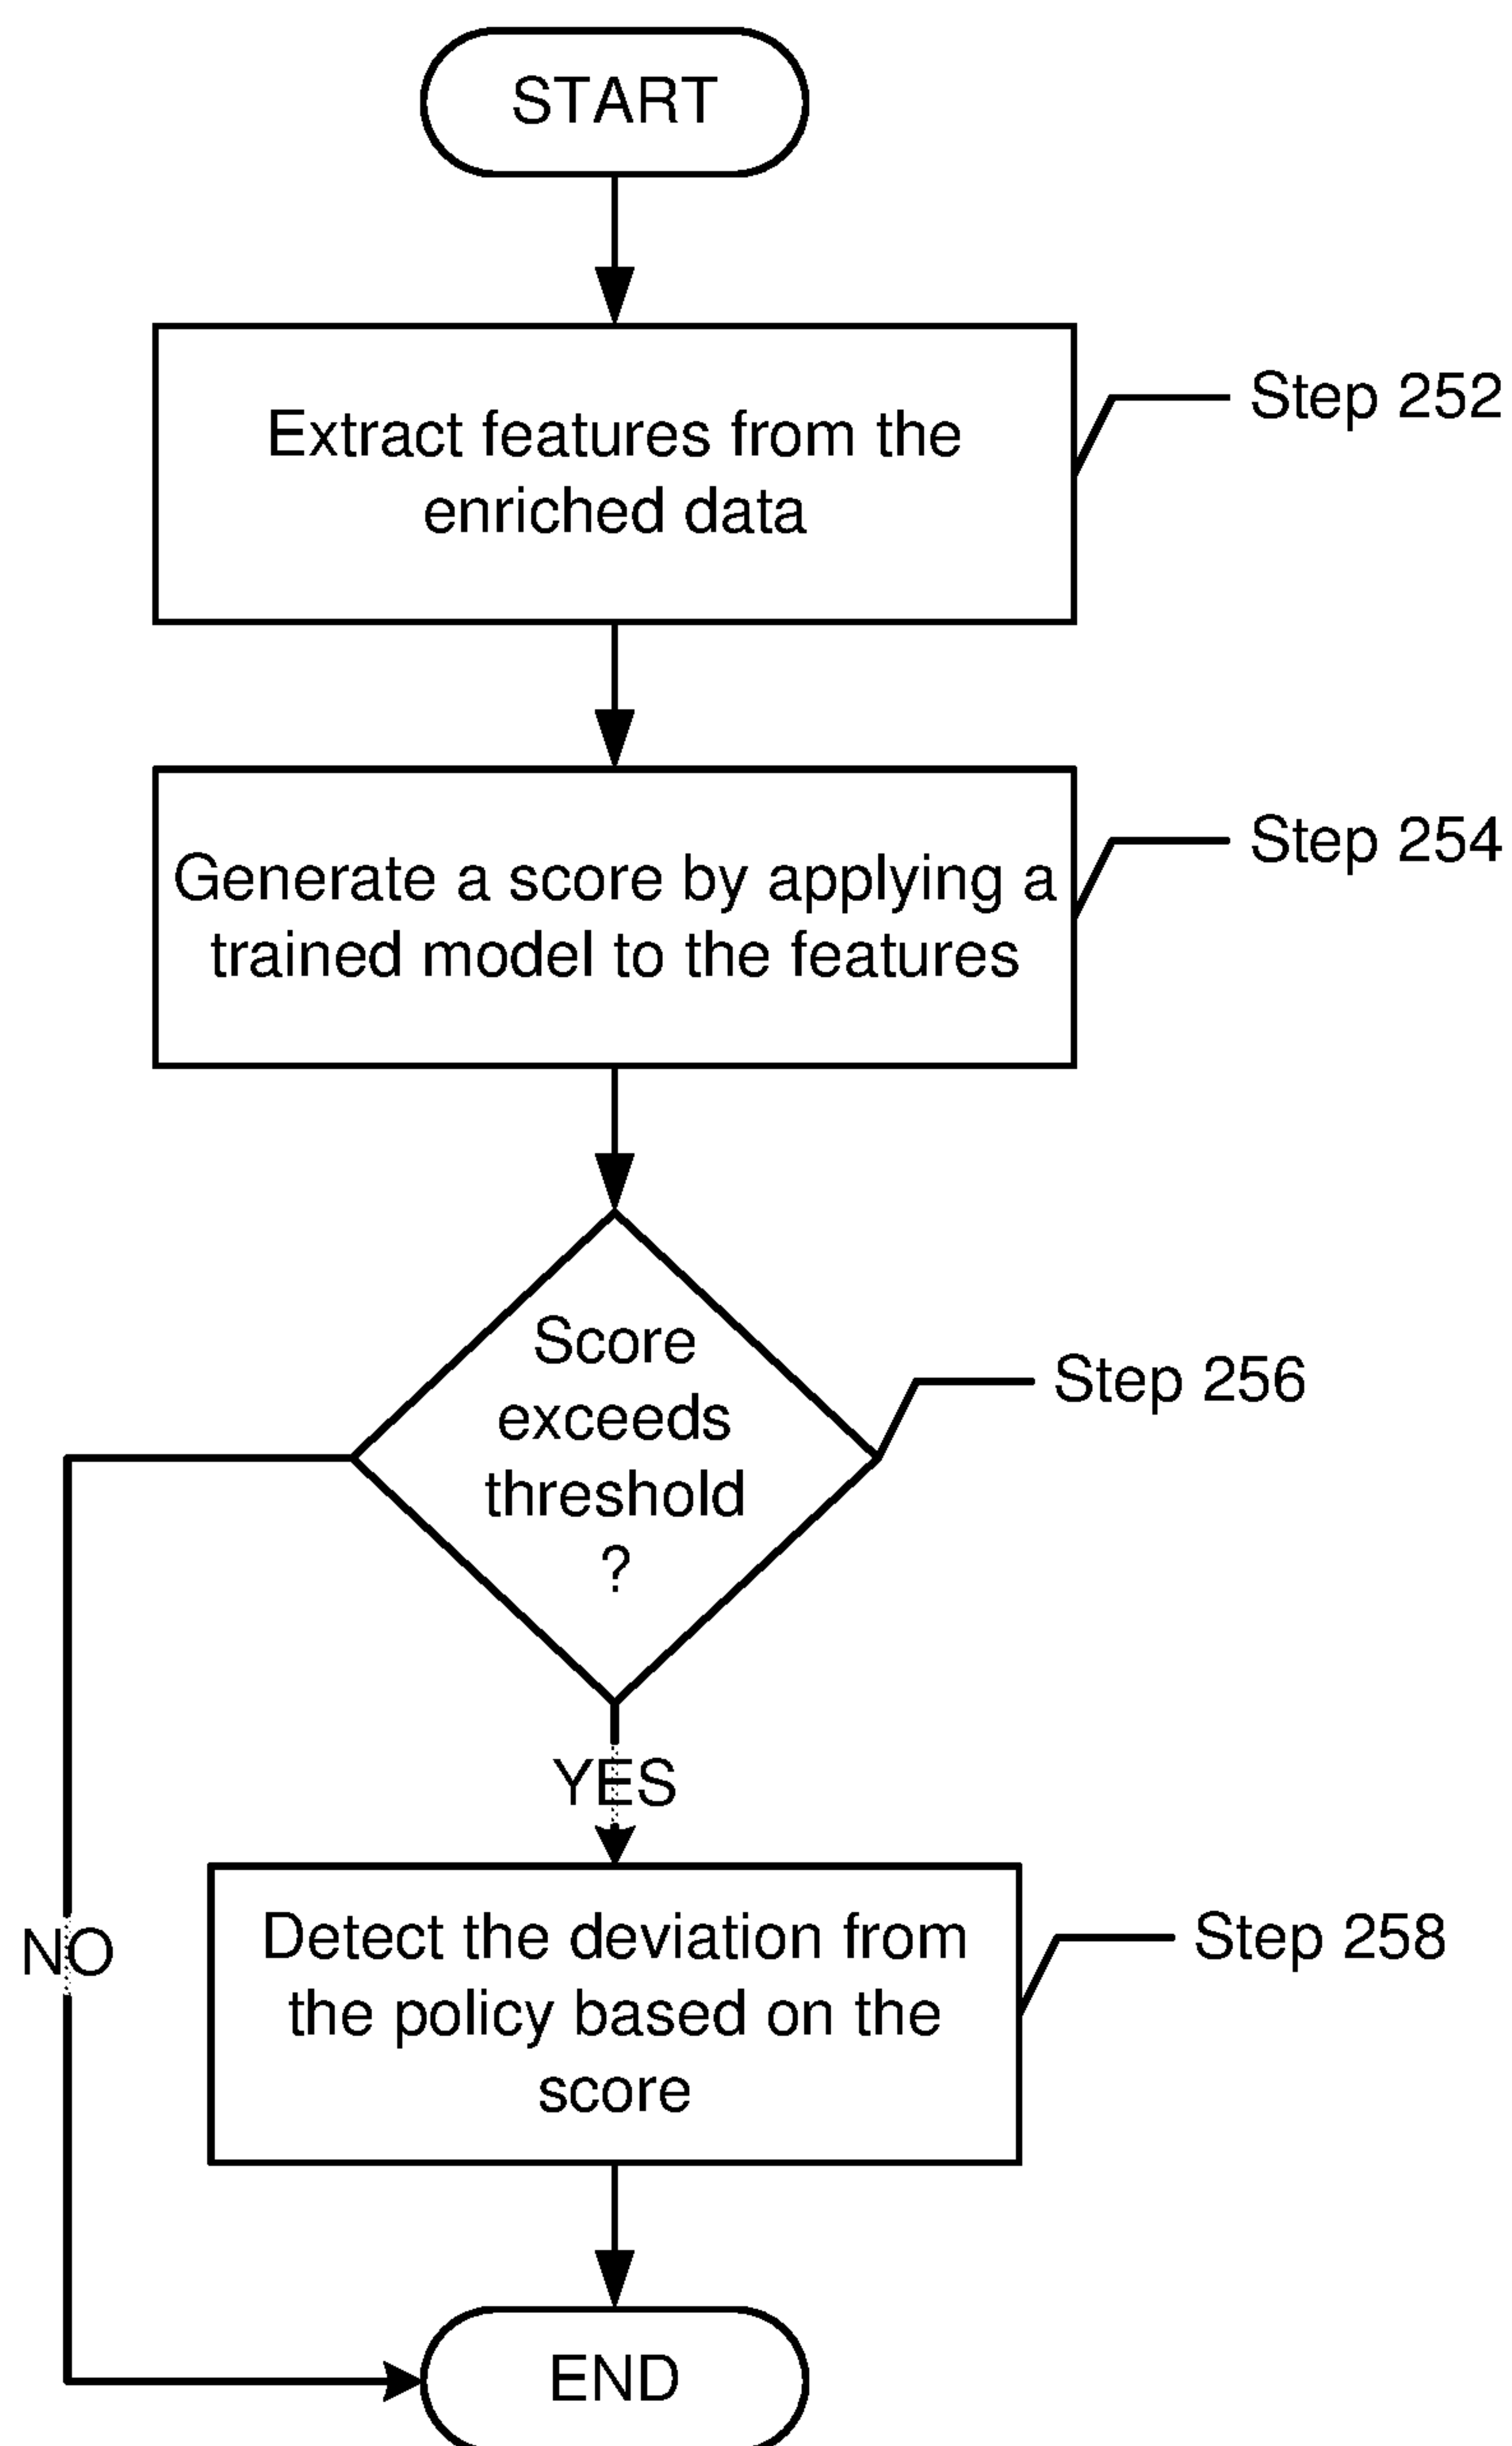 START
Extract features from the
enriched data
Step 252
Generate a score by applying a
trained model to the features
Step 254
Score
exceeds
threshold
?
Step 256
YES
NO
Detect the deviation from
the policy based on the
score
Step 258
END